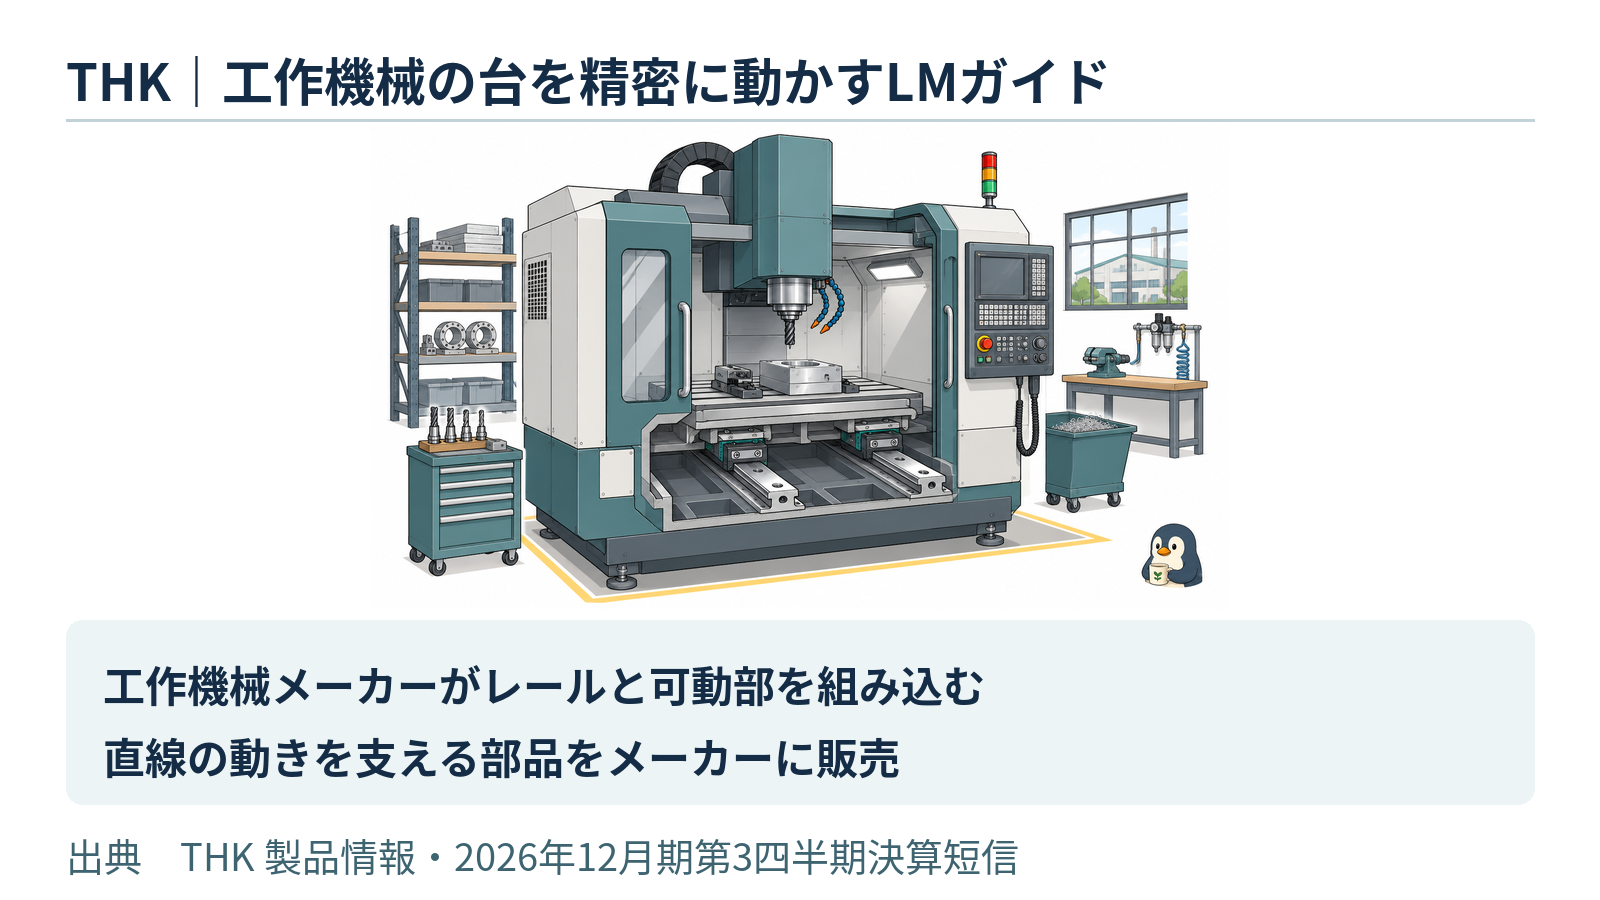 THK｜工作機械の台を精密に動かすLMガイド
工作機械メーカーがレールと可動部を組み込む
直線の動きを支える部品をメーカーに販売
出典　THK 製品情報・2026年12月期第3四半期決算短信